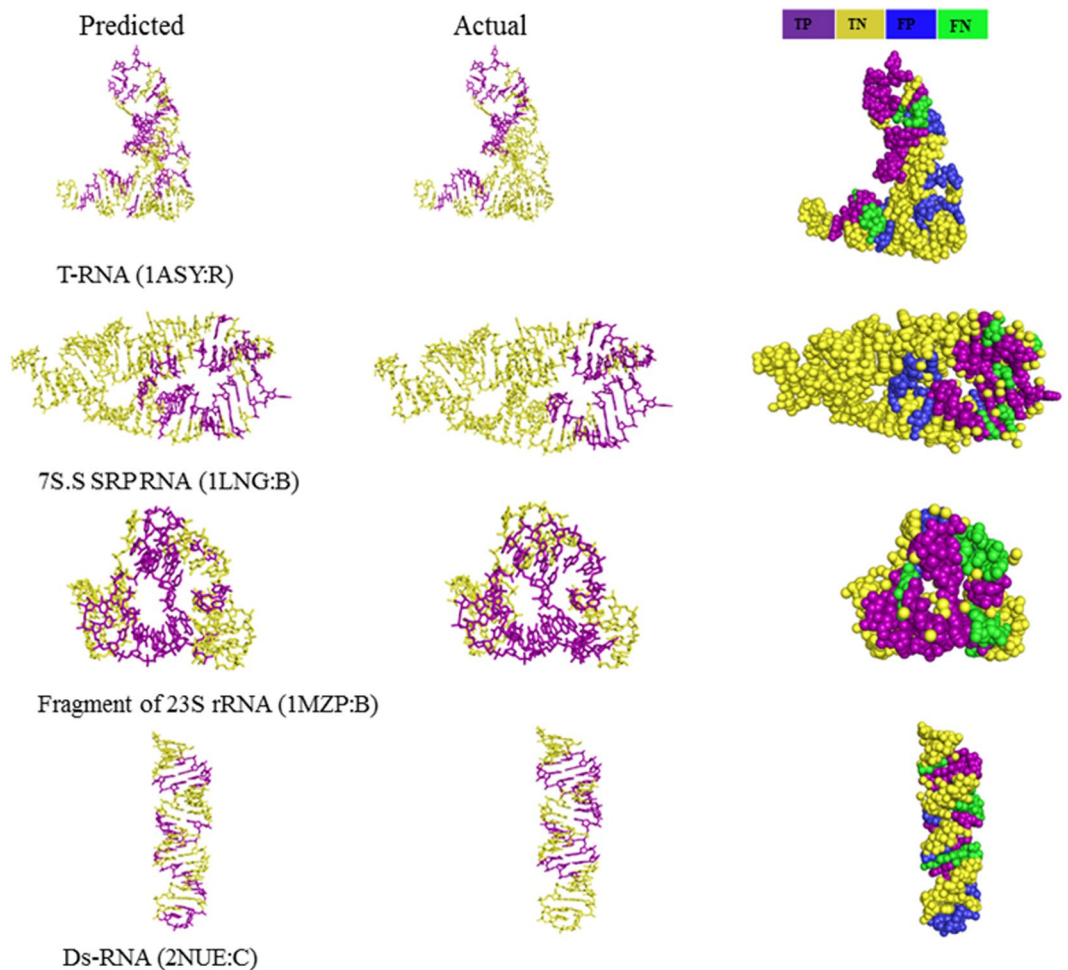 Predicted
Actual
TP TN FP FN
T-RNA (1ASY:R)
7S.S SRP RNA (1LNG:B)
Fragment of 23S rRNA (1MZP:B)
Ds-RNA (2NUE:C)